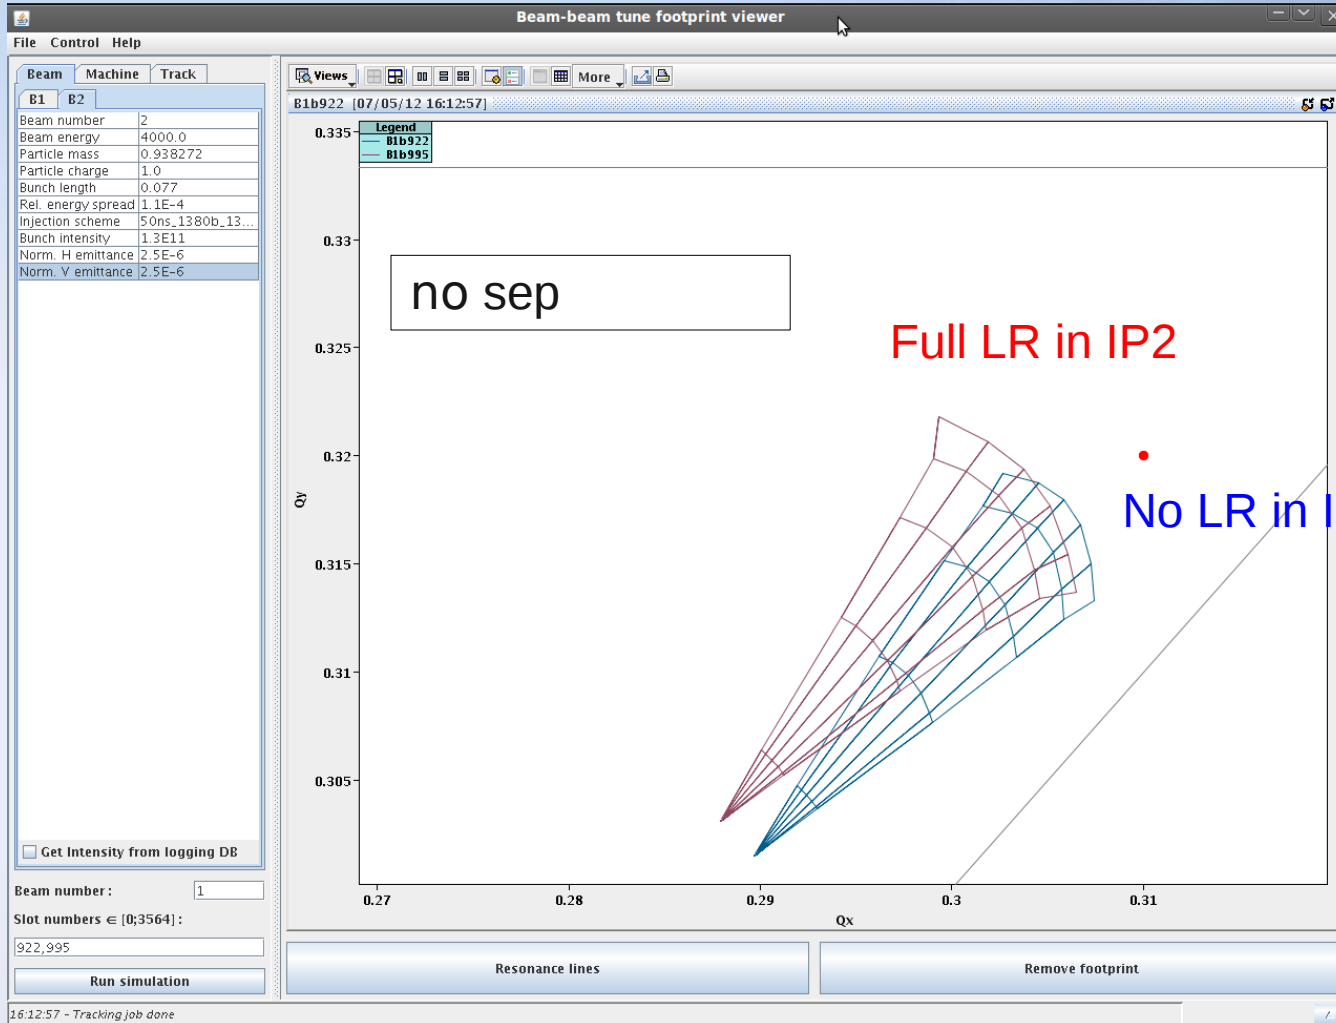 Beam-beam tune footprint viewer
File Control Help
Beam Machine Track
B1 B2
Beam number 2
Beam energy 4000.0
Particle mass 0.938272
Particle charge 1.0
Bunch length 0.077
Rel. energy spread 1.1E-4
Injection scheme 50ns_1380b_13...
Bunch intensity 1.3E11
Norm. H emittance 2.5E-6
Norm. V emittance 2.5E-6
Get Intensity from logging DB
Beam number: 1
Slot numbers ∈ [0;3564]:
922,995
Run simulation
Views More
B1b922 [07/05/12 16:12:57]
Legend
B1b922
B1b995
0.335
0.33
0.325
0.32
0.315
0.31
0.305
Qy
no sep
Full LR in IP2
No LR in I
0.27 0.28 0.29 0.3 0.31
Qx
Resonance lines Remove footprint
16:12:57 - Tracking job done